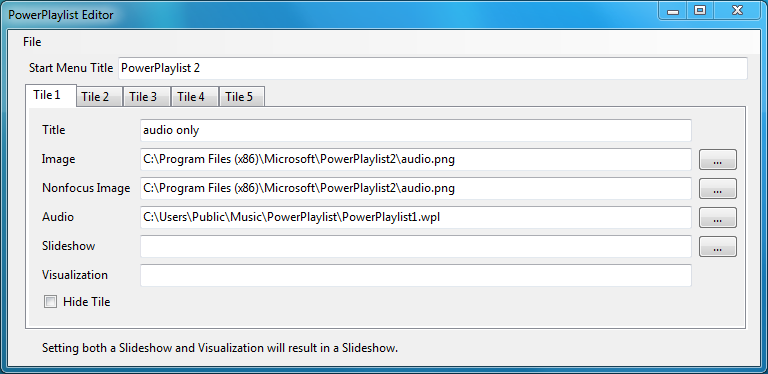 PowerPlaylist Editor
File
Start Menu Title PowerPlaylist 2
Tile 1 Tile 2 Tile 3 Tile 4 Tile 5
Title audio only
Image C:\Program Files (x86)\Microsoft\PowerPlaylist2\audio.png ...
Nonfocus Image C:\Program Files (x86)\Microsoft\PowerPlaylist2\audio.png ...
Audio C:\Users\Public\Music\PowerPlaylist\PowerPlaylist1.wpl ...
Slideshow ...
Visualization
Hide Tile
Setting both a Slideshow and Visualization will result in a Slideshow.